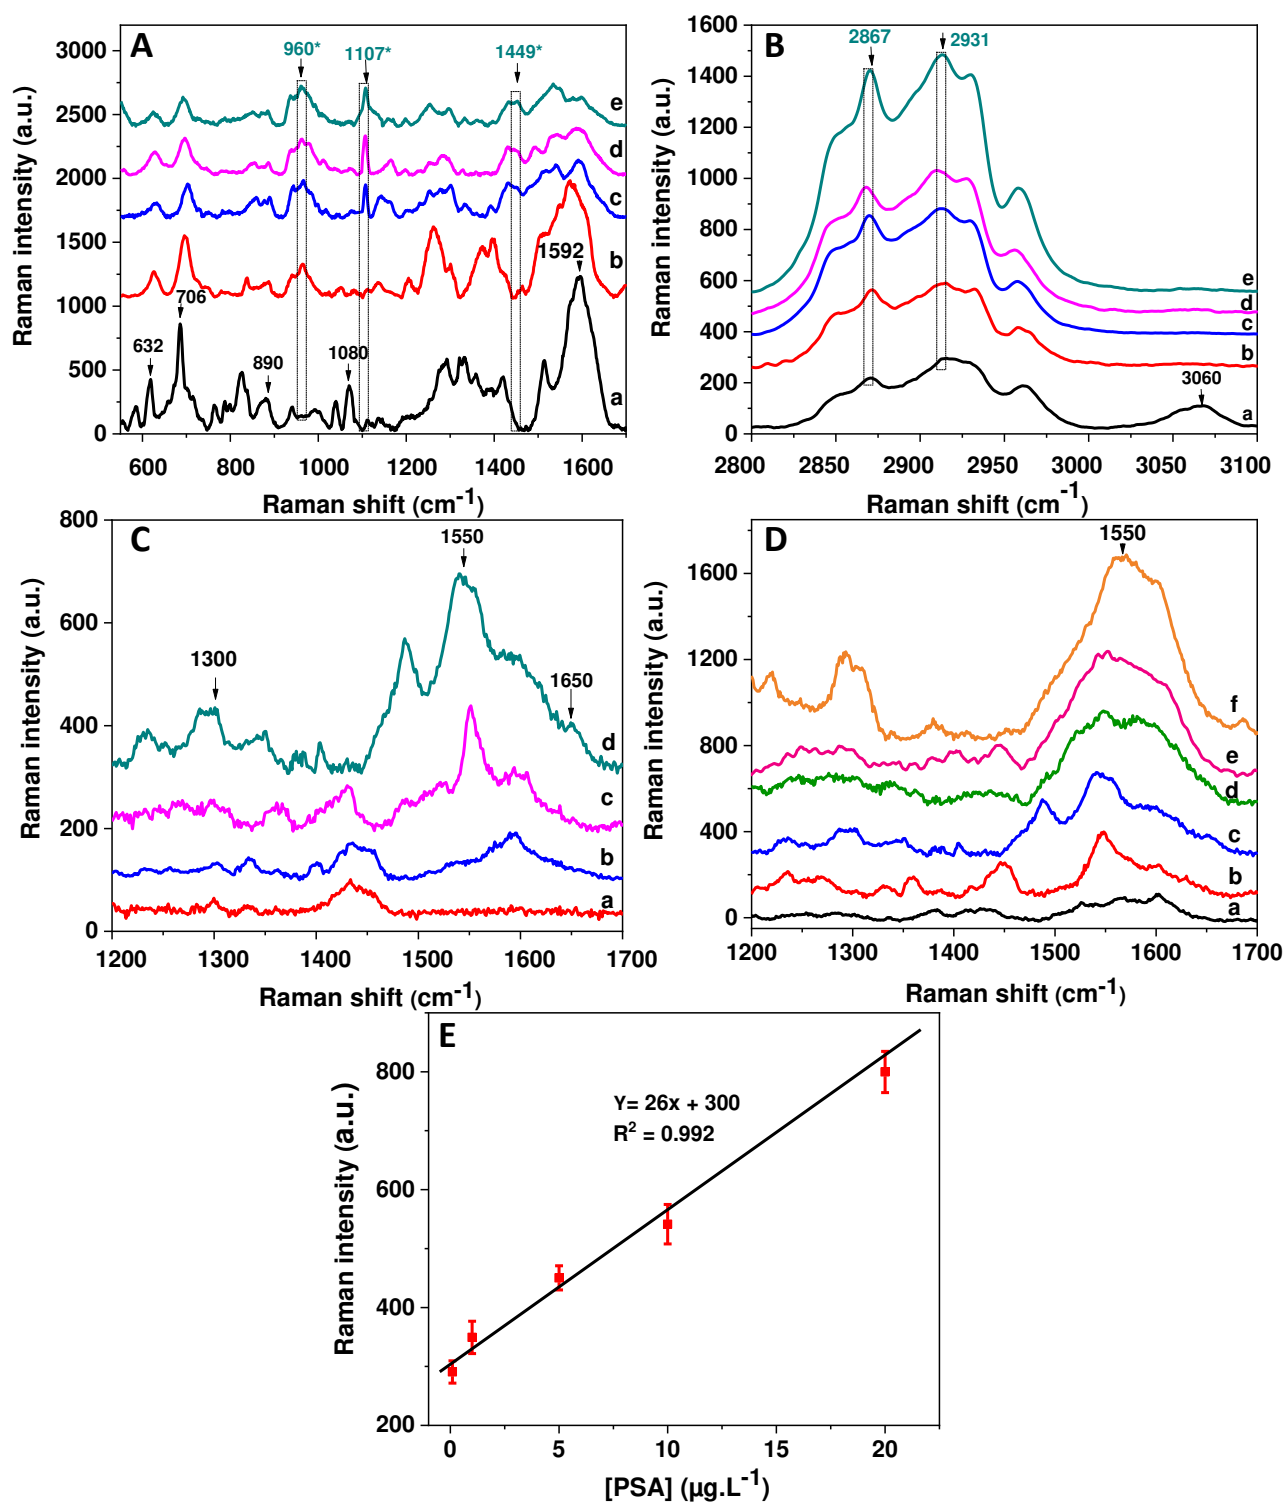 A
960*
1107*
1449*
e
d
c
b
a
632
706
890
1080
1592
3000
2500
2000
1500
1000
500
0
600
800
1000
1200
1400
1600
Raman intensity (a.u.)
Raman shift (cm-1)
B
2867
2931
3060
e
d
c
b
a
1600
1400
1200
1000
800
600
400
200
0
2800
2850
2900
2950
3000
3050
3100
Raman intensity (a.u.)
Raman shift (cm-1)
C
1550
1300
1650
d
c
b
a
800
600
400
200
0
1200
1300
1400
1500
1600
1700
Raman intensity (a.u.)
Raman shift (cm-1)
D
1550
f
e
d
c
b
a
1600
1200
800
400
0
1200
1300
1400
1500
1600
1700
Raman intensity (a.u.)
Raman shift (cm-1)
E
Y= 26x + 300
R2 = 0.992
800
600
400
200
0
5
10
15
20
Raman intensity (a.u.)
[PSA] (µg.L-1)